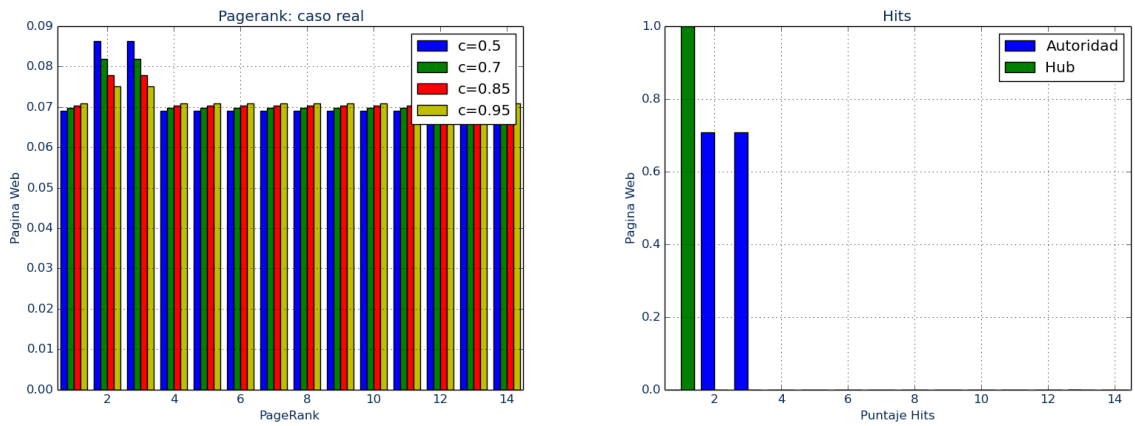 Pagerank: caso real
0.09
0.08
0.07
0.06
0.05
0.04
0.03
0.02
0.01
0.00
Pagina Web
c=0.5
c=0.7
c=0.85
c=0.95
2 4 6 8 10 12 14
PageRank
Hits
1.0
0.8
0.6
0.4
0.2
0.0
Pagina Web
Autoridad
Hub
2 4 6 8 10 12 14
Puntaje Hits